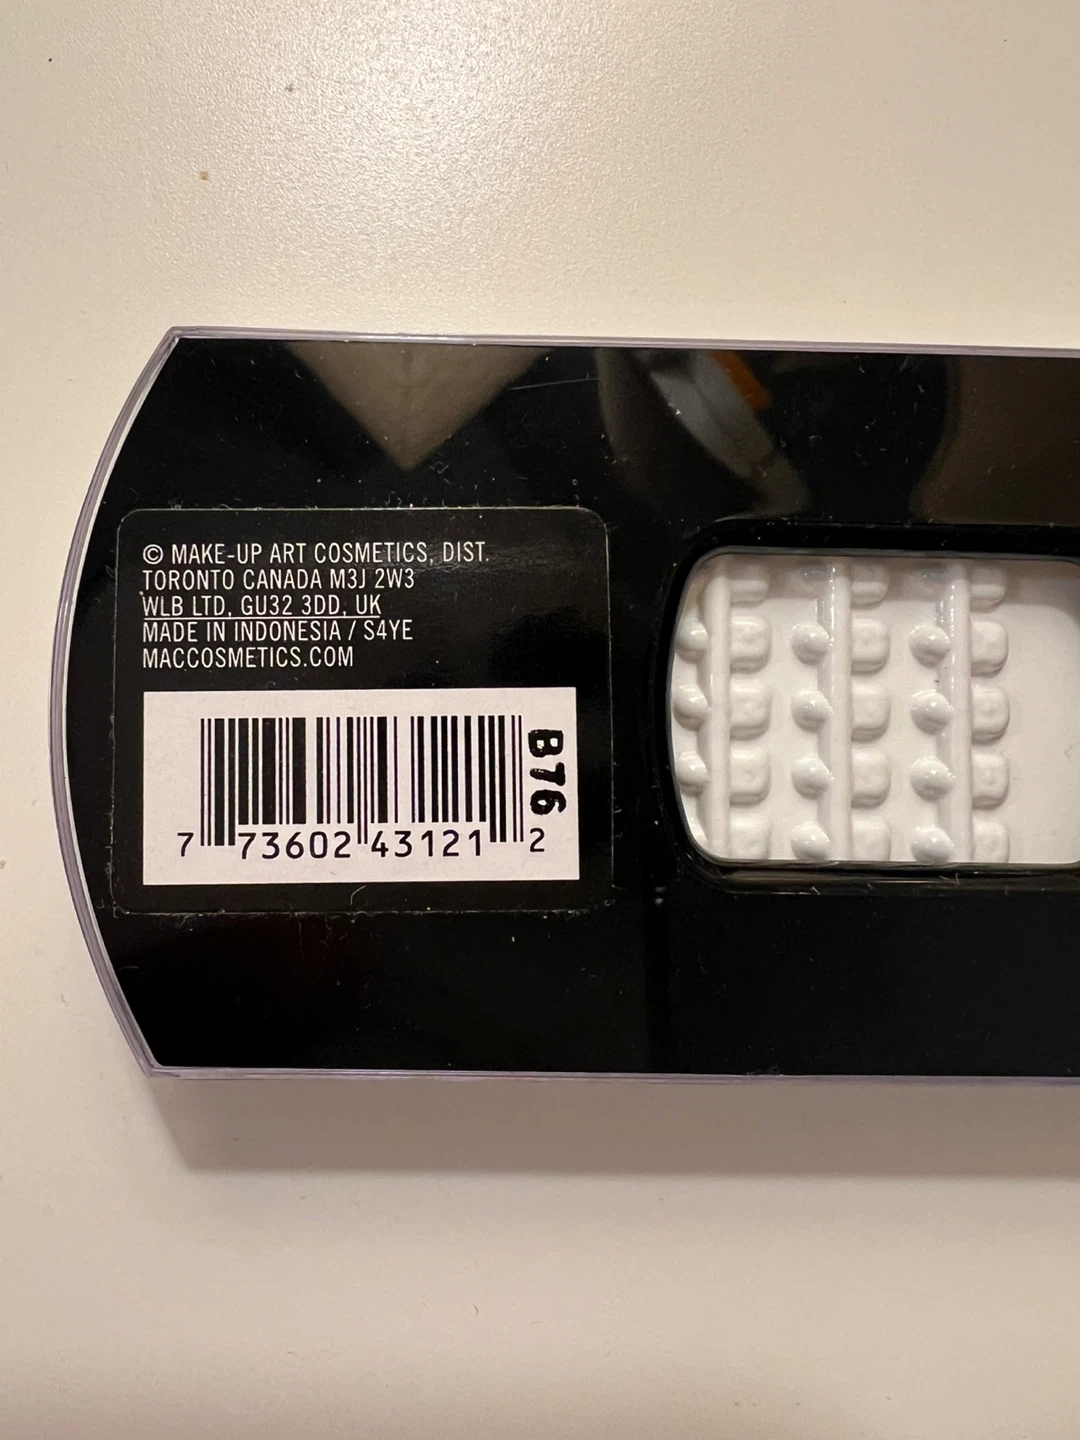 © MAKE-UP ART COSMETICS, DIST.
TORONTO CANADA M3J 2W3
WLB LTD, GU32 3DD, UK
MADE IN INDONESIA / S4YE
MACCOSMETICS.COM
B76
7 73602 43121 2